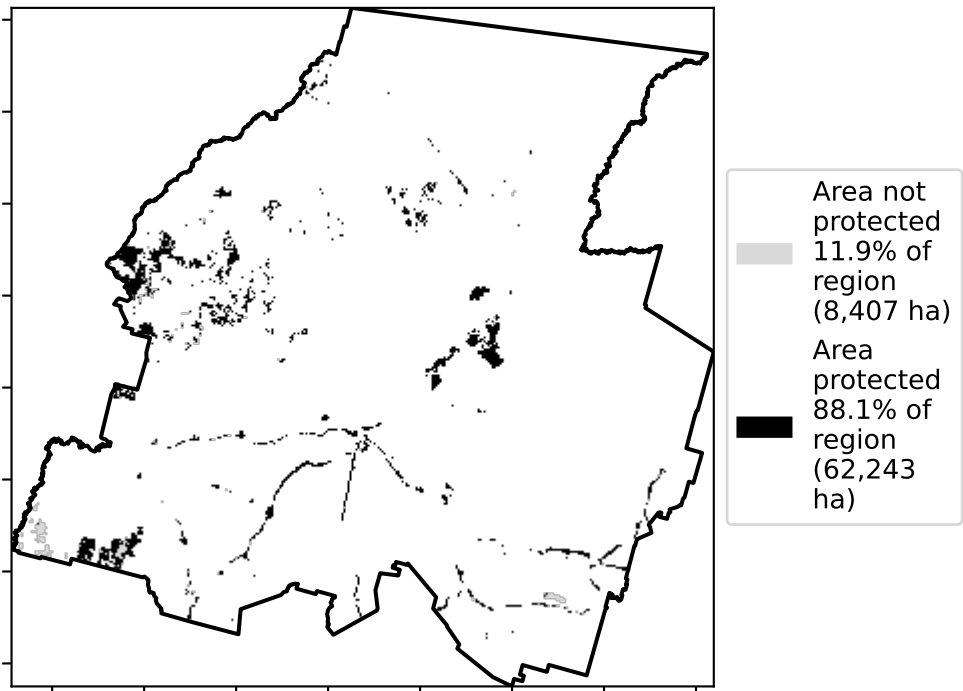 Area not
protected
11.9% of
region
(8,407 ha)
Area
protected
88.1% of
region
(62,243
ha)